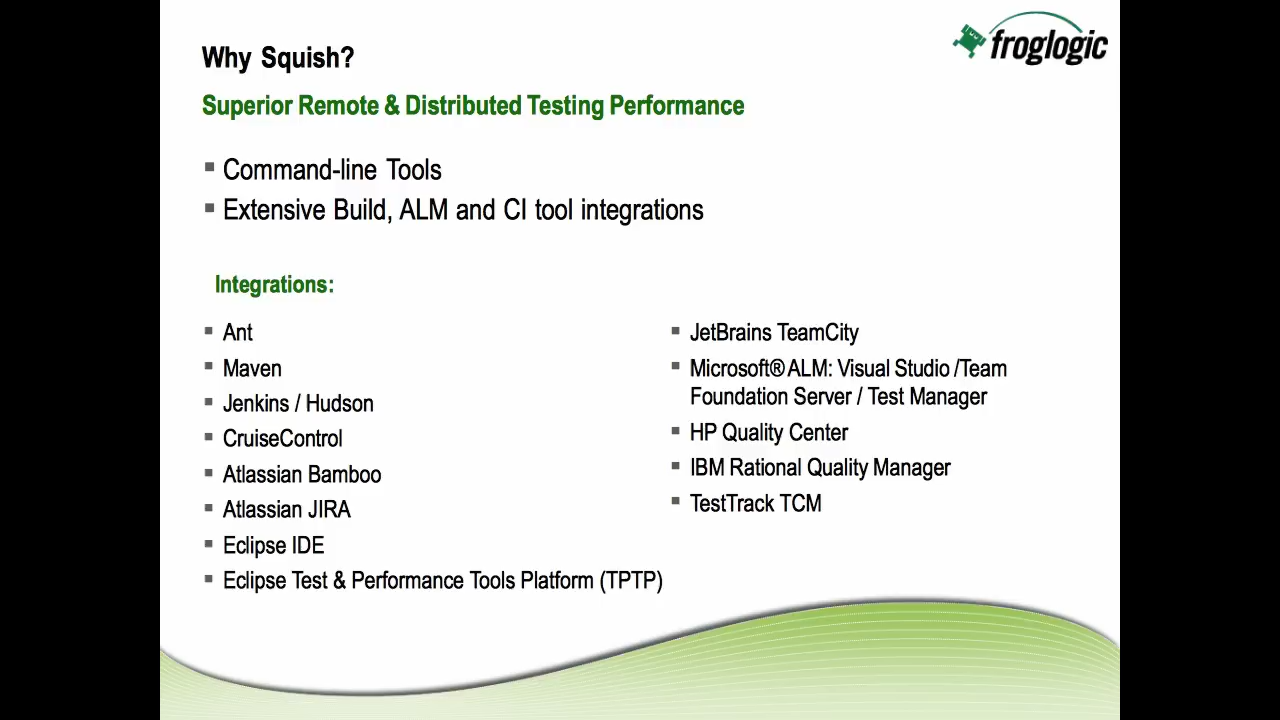 froglogic
Why Squish?
Superior Remote & Distributed Testing Performance
Command-line Tools
Extensive Build, ALM and CI tool integrations
Integrations:
Ant
Maven
Jenkins / Hudson
CruiseControl
Atlassian Bamboo
Atlassian JIRA
Eclipse IDE
Eclipse Test & Performance Tools Platform (TPTP)
JetBrains TeamCity
Microsoft® ALM: Visual Studio /Team
Foundation Server / Test Manager
HP Quality Center
IBM Rational Quality Manager
TestTrack TCM